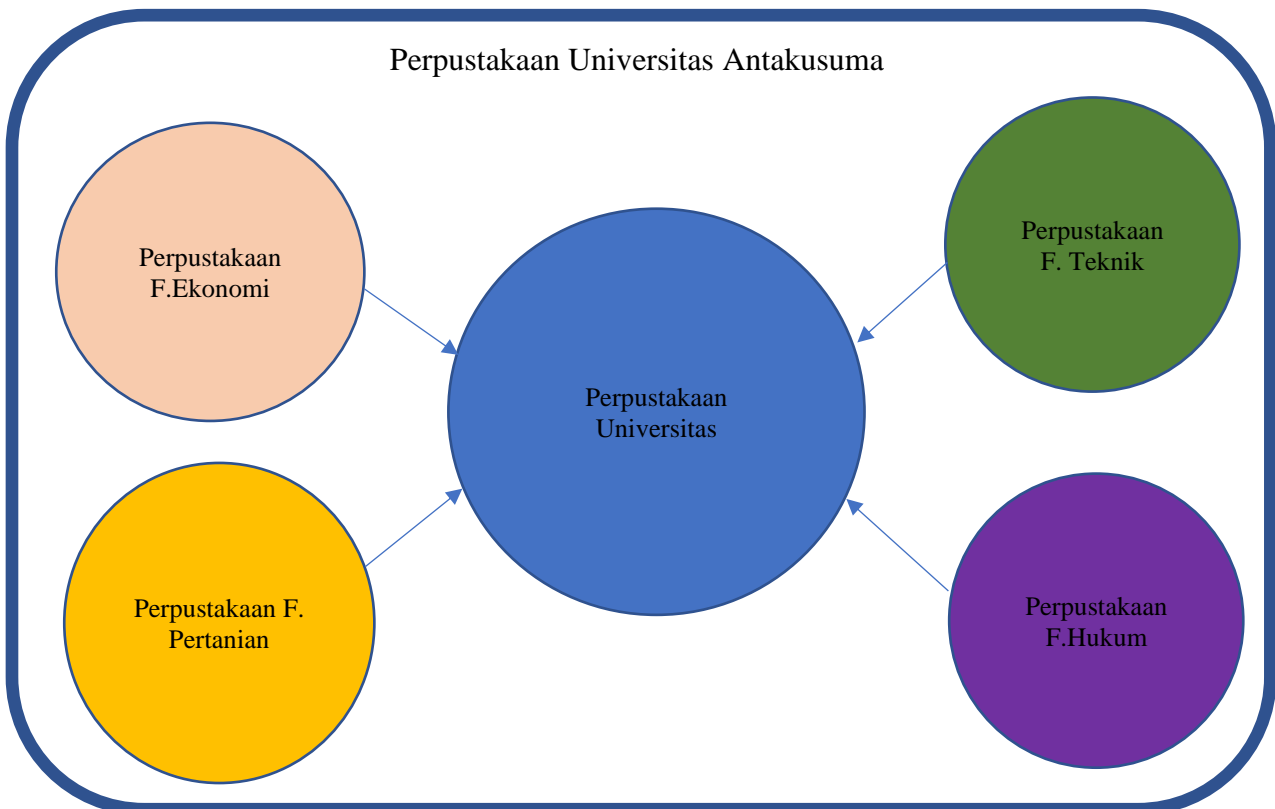 Perpustakaan Universitas Antakusuma
Perpustakaan
F.Ekonomi
Perpustakaan
F. Teknik
Perpustakaan
Universitas
Perpustakaan F.
Pertanian
Perpustakaan
F.Hukum